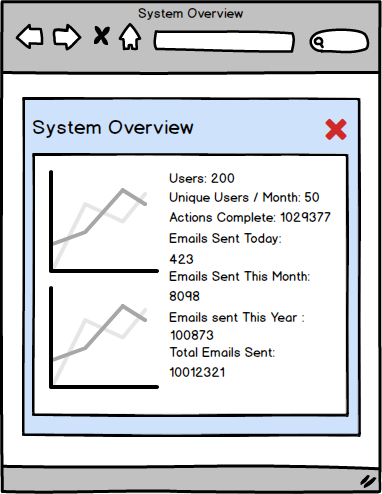 System Overview
System Overview
Users: 200
Unique Users / Month: 50
Actions Complete: 1029377
Emails Sent Today:
423
Emails Sent This Month:
8098
Emails sent This Year :
100873
Total Emails Sent:
10012321